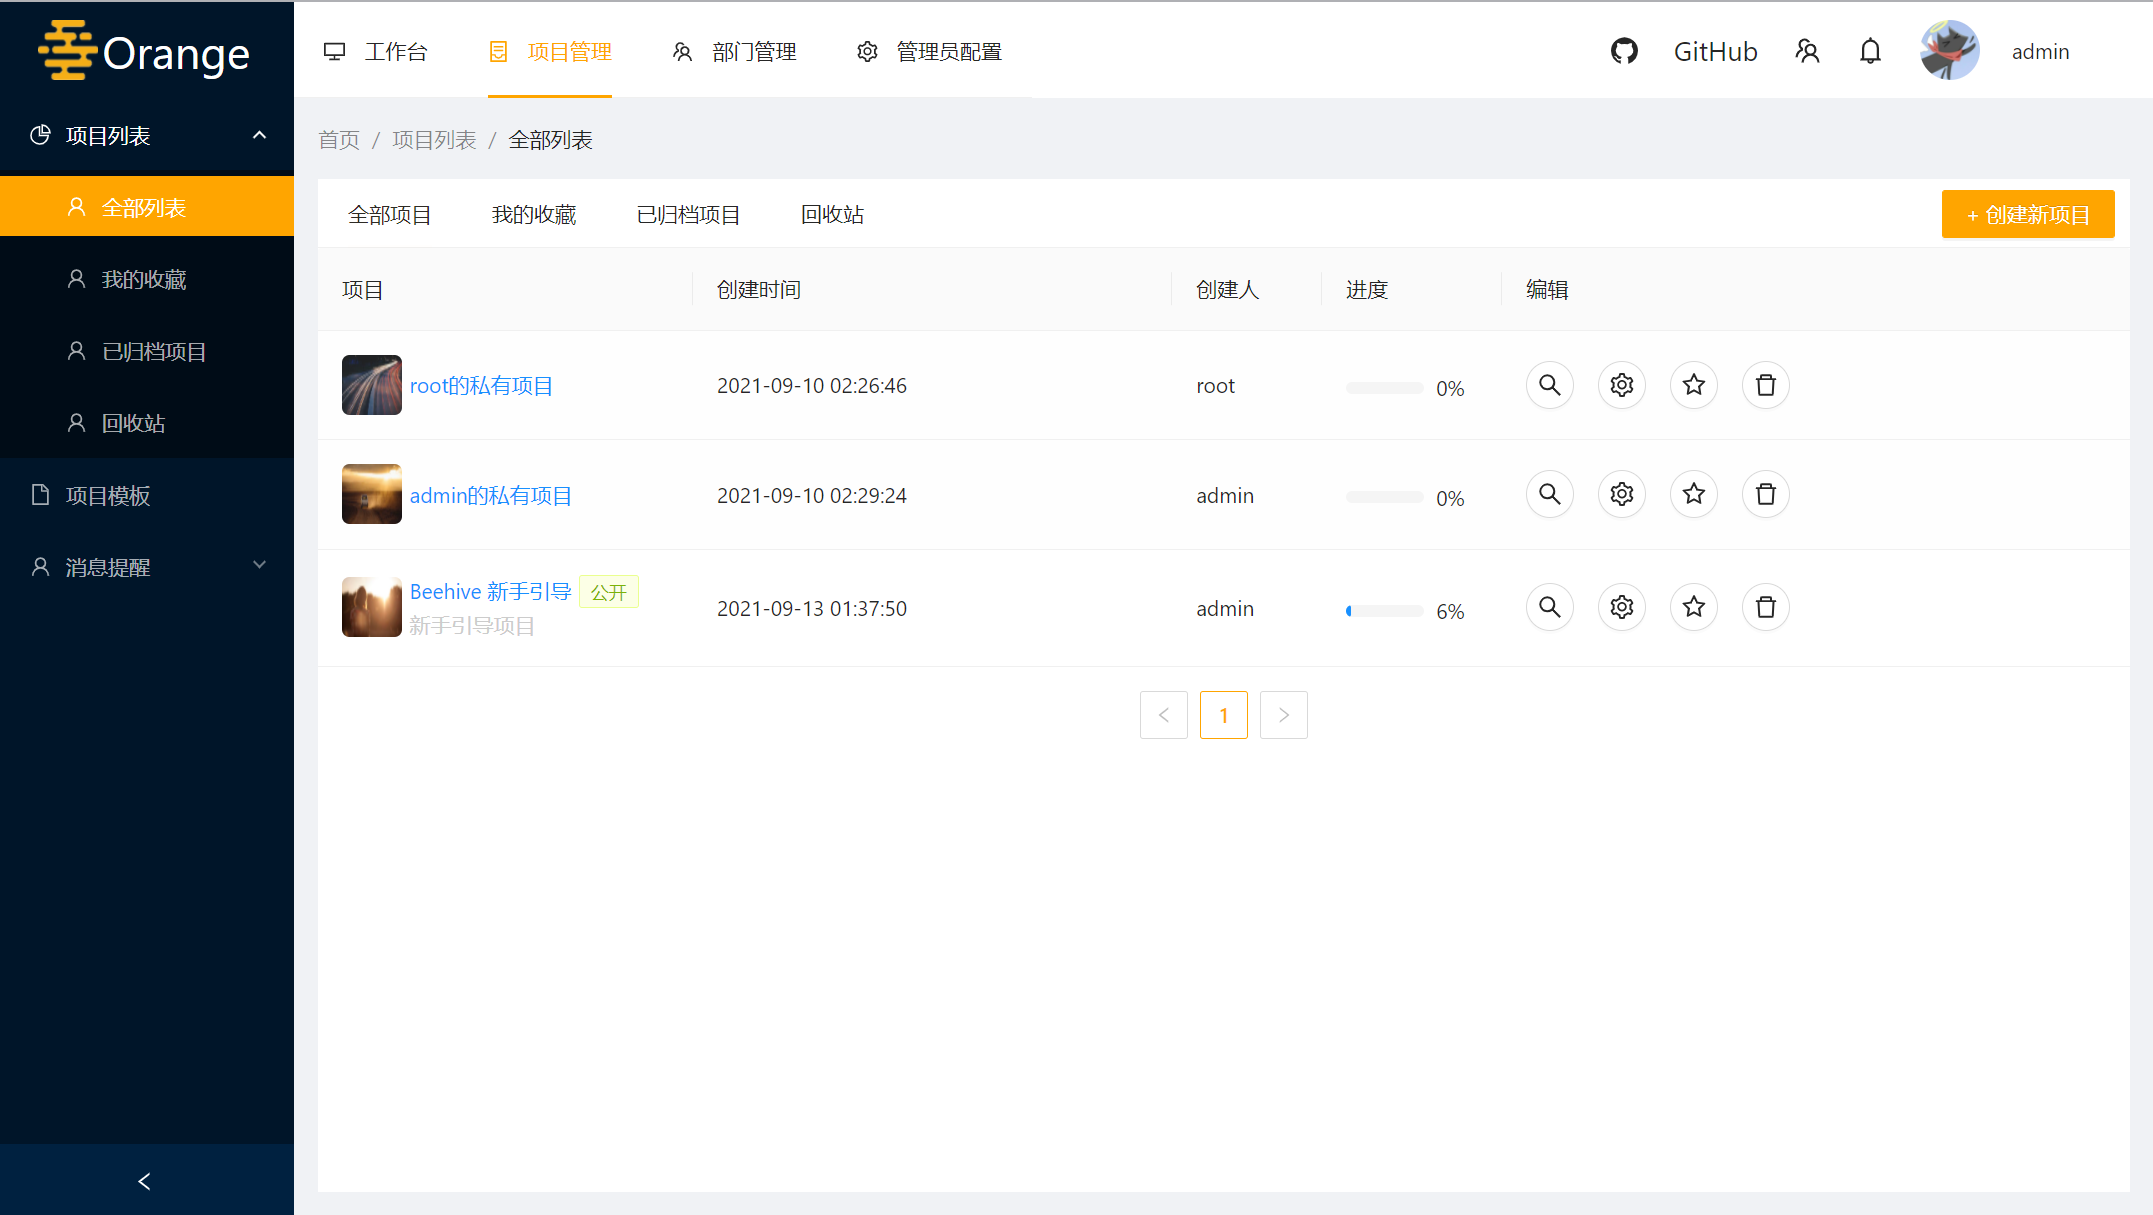 Orange
工作台 项目管理 部门管理 管理员配置 GitHub admin
项目列表
全部列表
我的收藏
已归档项目
回收站
项目模板
消息提醒
首页 / 项目列表 / 全部列表
全部项目 我的收藏 已归档项目 回收站 + 创建新项目
项目 创建时间 创建人 进度 编辑
root的私有项目 2021-09-10 02:26:46 root 0%
admin的私有项目 2021-09-10 02:29:24 admin 0%
Beehive 新手引导 公开 2021-09-13 01:37:50 admin 6%
新手引导项目
< 1 >
<